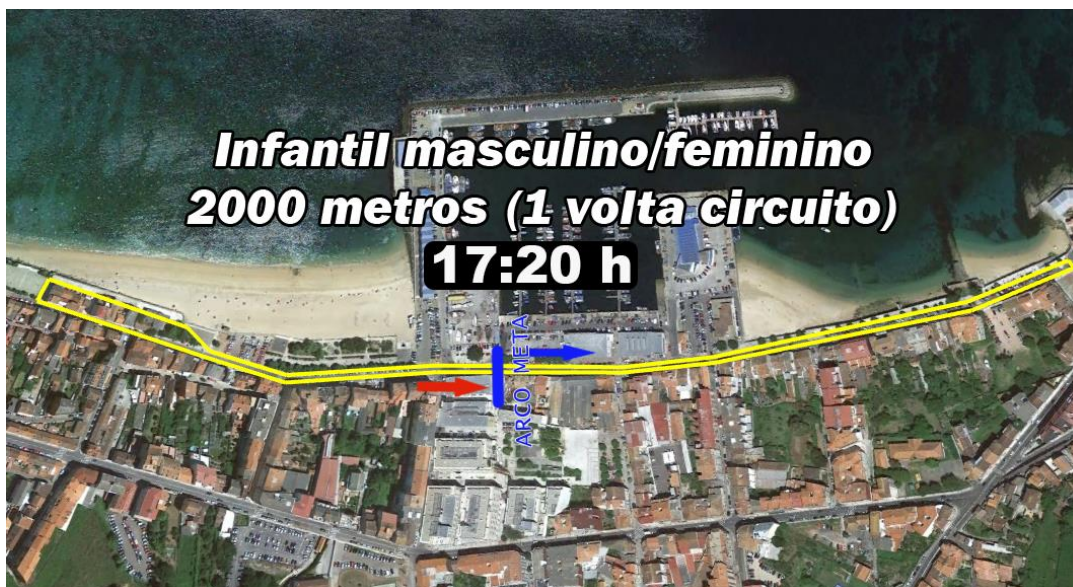 Infantil masculino/feminino
2000 metros (1 volta circuito)
17:20 h
ARCO META